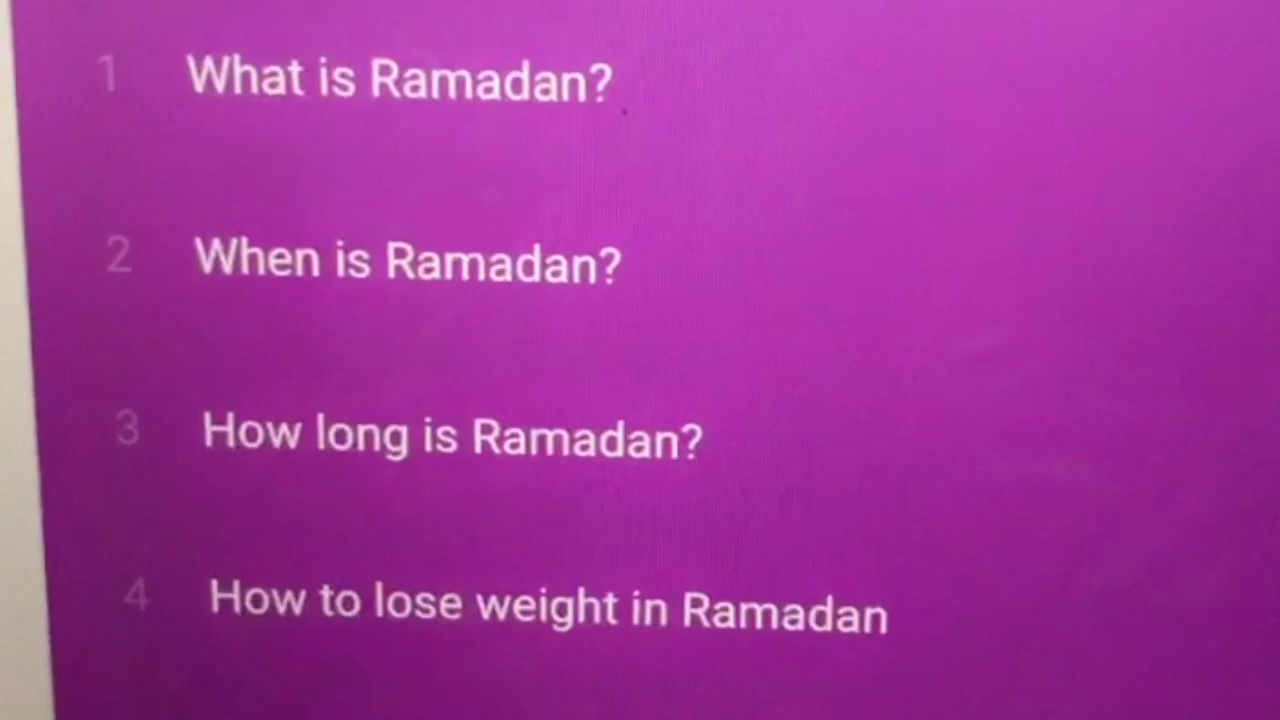 1 What is Ramadan?
2 When is Ramadan?
3 How long is Ramadan?
4 How to lose weight in Ramadan